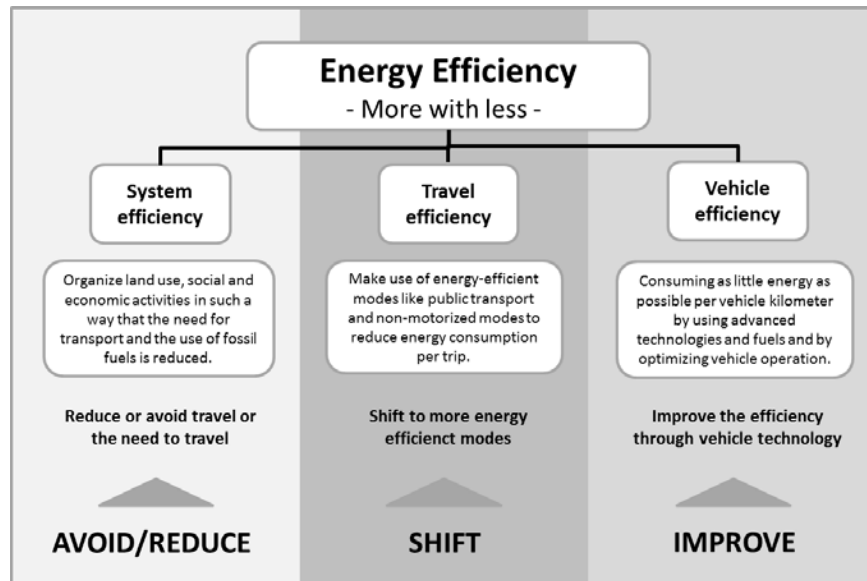 Energy Efficiency
- More with less -
System
efficiency
Organize land use, social and
economic activities in such a
way that the need for
transport and the use of fossil
fuels is reduced.
Reduce or avoid travel or
the need to travel
AVOID/REDUCE
Travel
efficiency
Make use of energy-efficient
modes like public transport
and non-motorized modes to
reduce energy consumption
per trip.
Shift to more energy
efficienct modes
SHIFT
Vehicle
efficiency
Consuming as little energy as
possible per vehicle kilometer
by using advanced
technologies and fuels and by
optimizing vehicle operation.
Improve the efficiency
through vehicle technology
IMPROVE